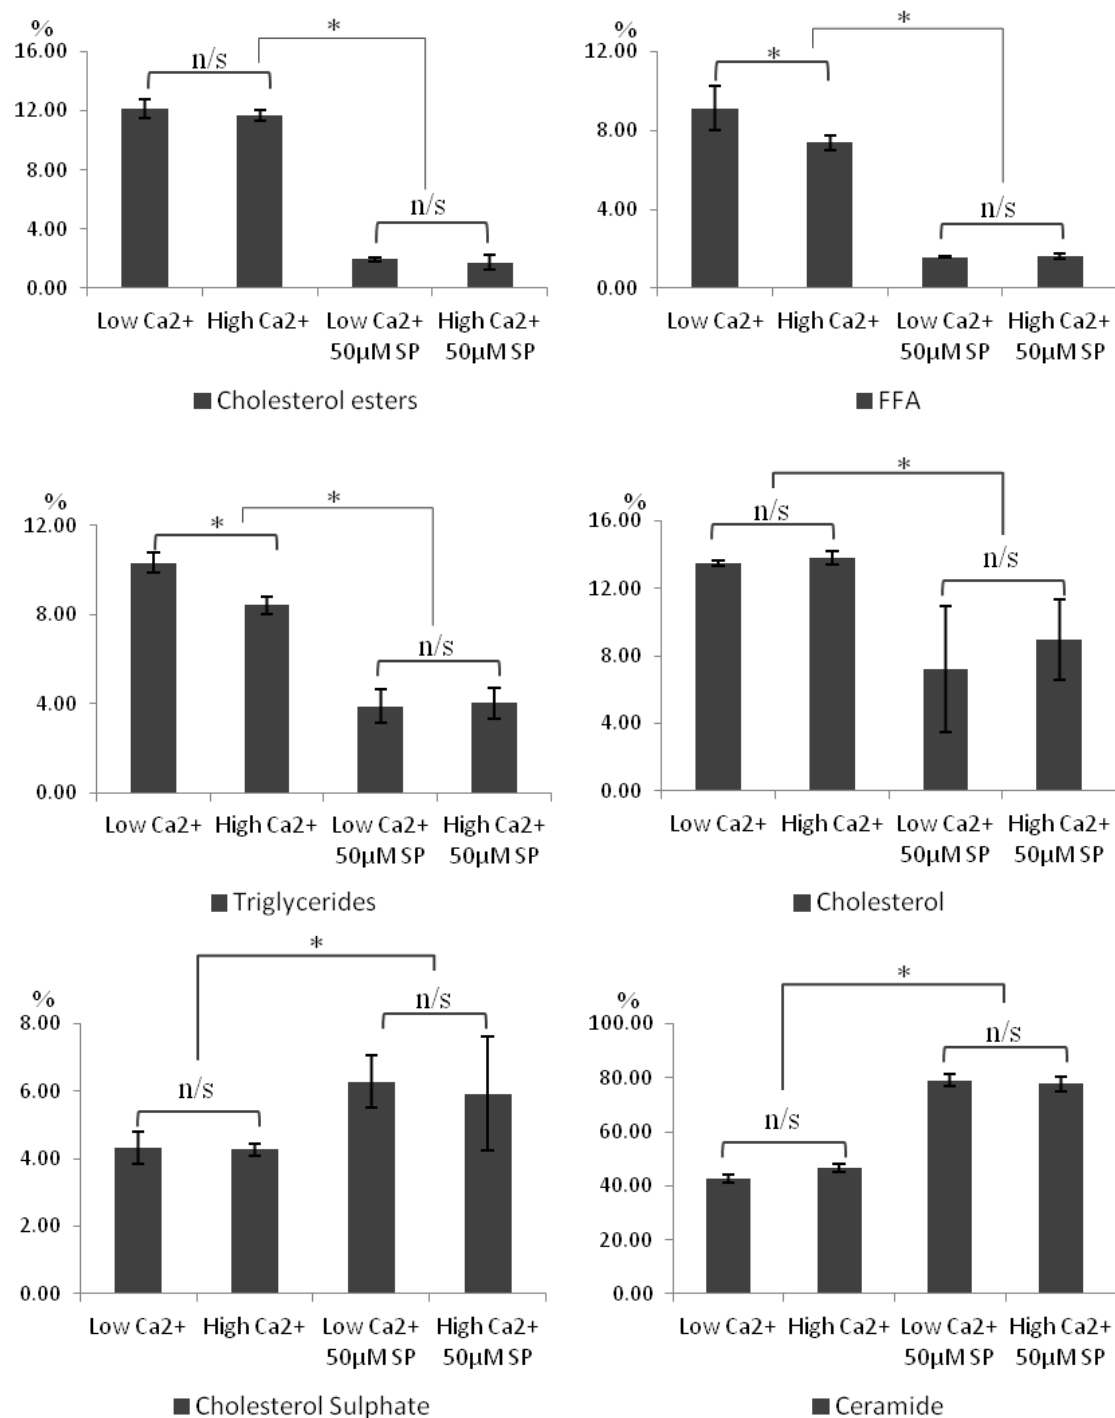 %
16.00
12.00
8.00
4.00
0.00
*
n/s
n/s
Low Ca2+ High Ca2+ Low Ca2+ High Ca2+
50µM SP 50µM SP
Cholesterol esters
%
12.00
8.00
4.00
0.00
*
*
n/s
Low Ca2+ High Ca2+ Low Ca2+ High Ca2+
50µM SP 50µM SP
FFA
%
12.00
8.00
4.00
0.00
*
*
n/s
Low Ca2+ High Ca2+ Low Ca2+ High Ca2+
50µM SP 50µM SP
Triglycerides
%
16.00
12.00
8.00
4.00
0.00
*
n/s
n/s
Low Ca2+ High Ca2+ Low Ca2+ High Ca2+
50µM SP 50µM SP
Cholesterol
%
8.00
6.00
4.00
2.00
0.00
*
n/s
n/s
Low Ca2+ High Ca2+ Low Ca2+ High Ca2+
50µM SP 50µM SP
Cholesterol Sulphate
%
100.00
80.00
60.00
40.00
20.00
0.00
*
n/s
n/s
Low Ca2+ High Ca2+ Low Ca2+ High Ca2+
50µM SP 50µM SP
Ceramide